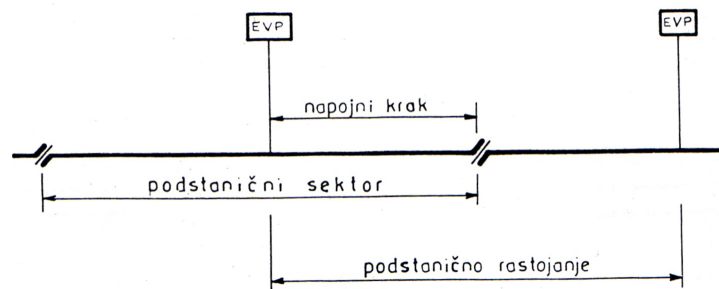 EVP
EVP
napojni krak
podstanični sektor
podstanično rastojanje